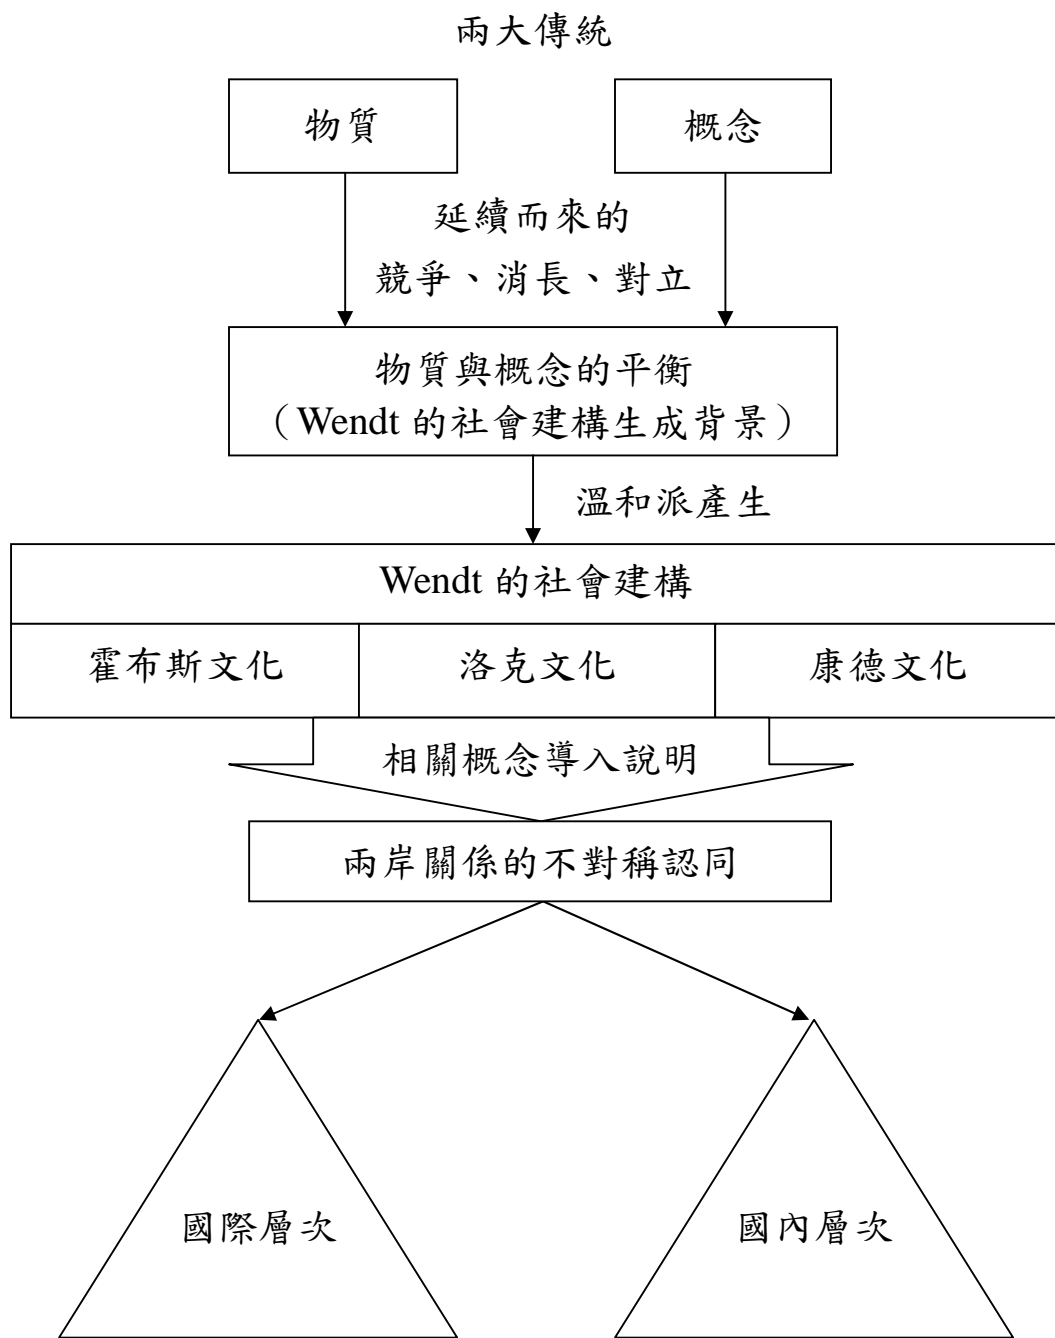 兩大傳統
物質
概念
延續而來的
競爭、消長、對立
物質與概念的平衡
（Wendt 的社會建構生成背景）
溫和派產生
Wendt 的社會建構
霍布斯文化
洛克文化
康德文化
相關概念導入說明
兩岸關係的不對稱認同
國際層次
國內層次